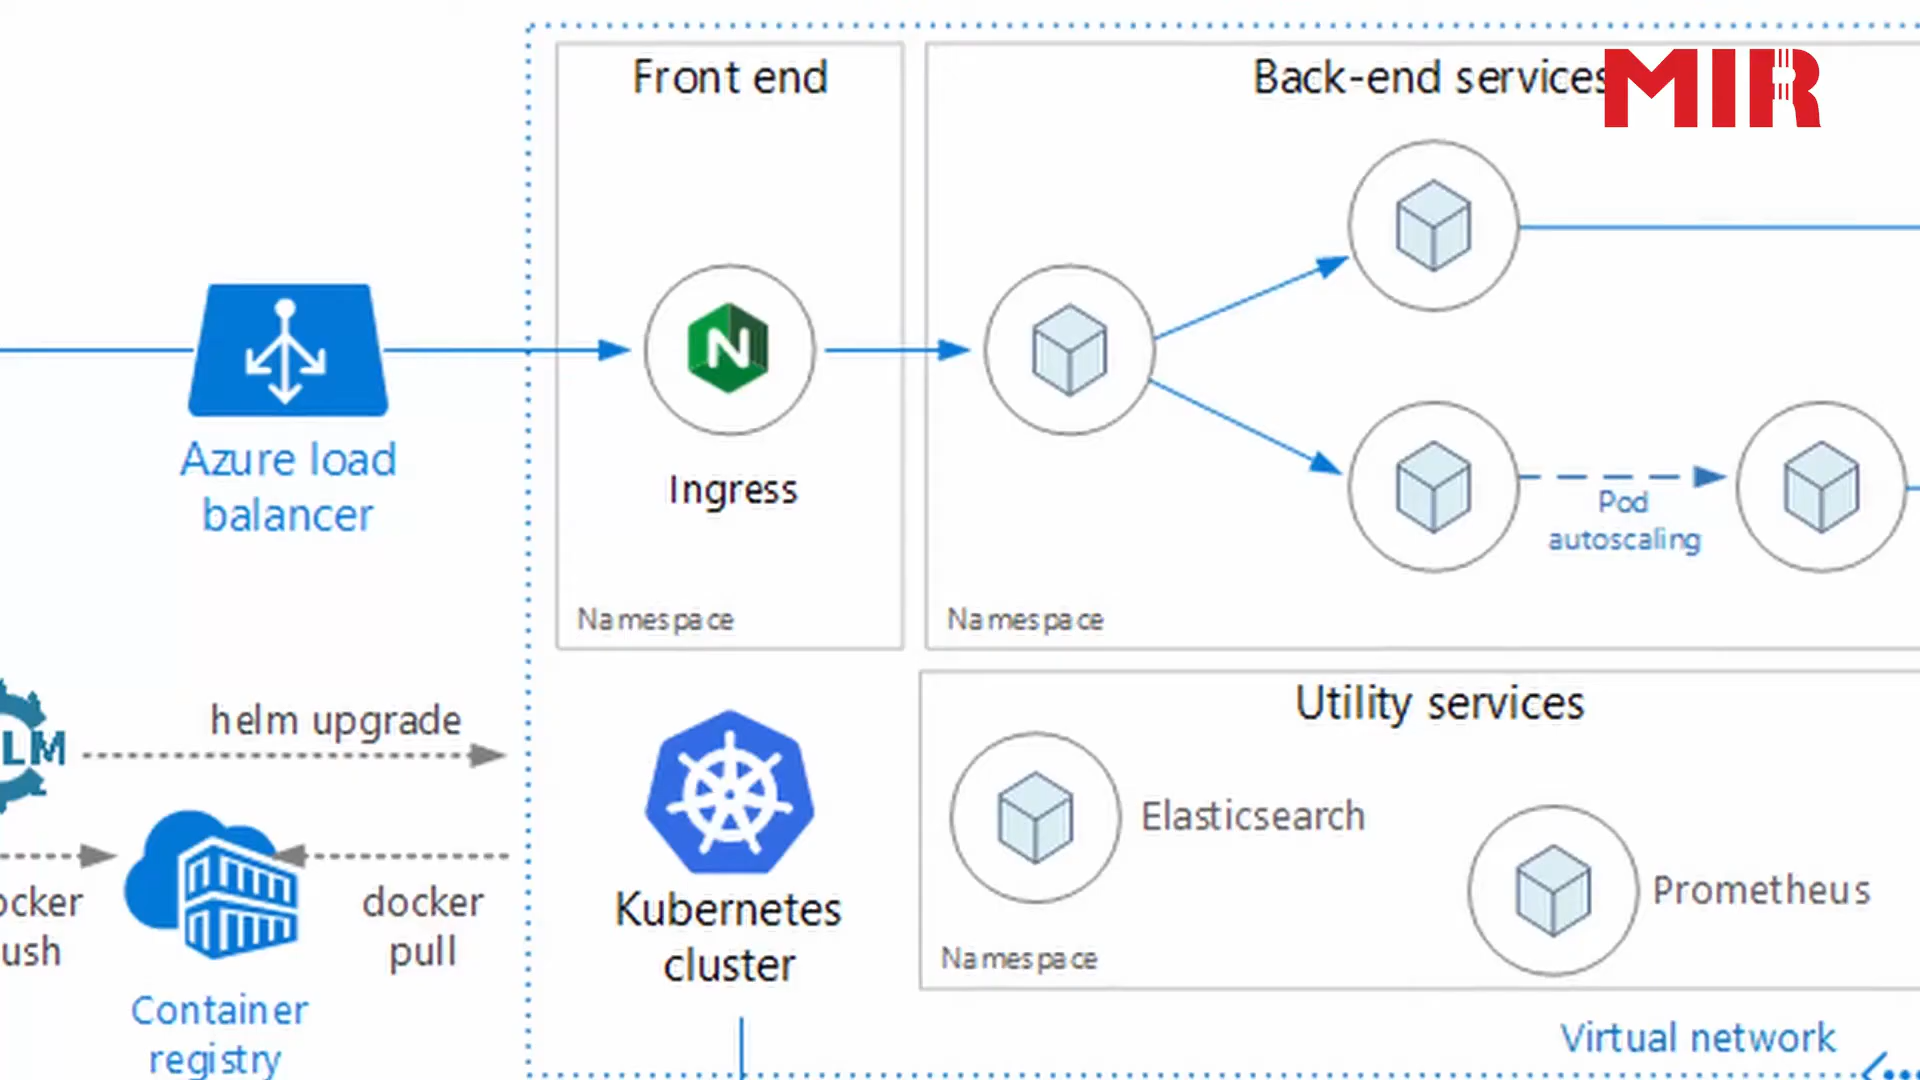 Front end
Back-end services
MIR
Azure load
balancer
Ingress
Pod
autoscaling
Namespace
Namespace
Utility services
helm upgrade
LM
Elasticsearch
Prometheus
Kubernetes
cluster
ocker
ush
docker
pull
Namespace
Container
registry
Virtual network